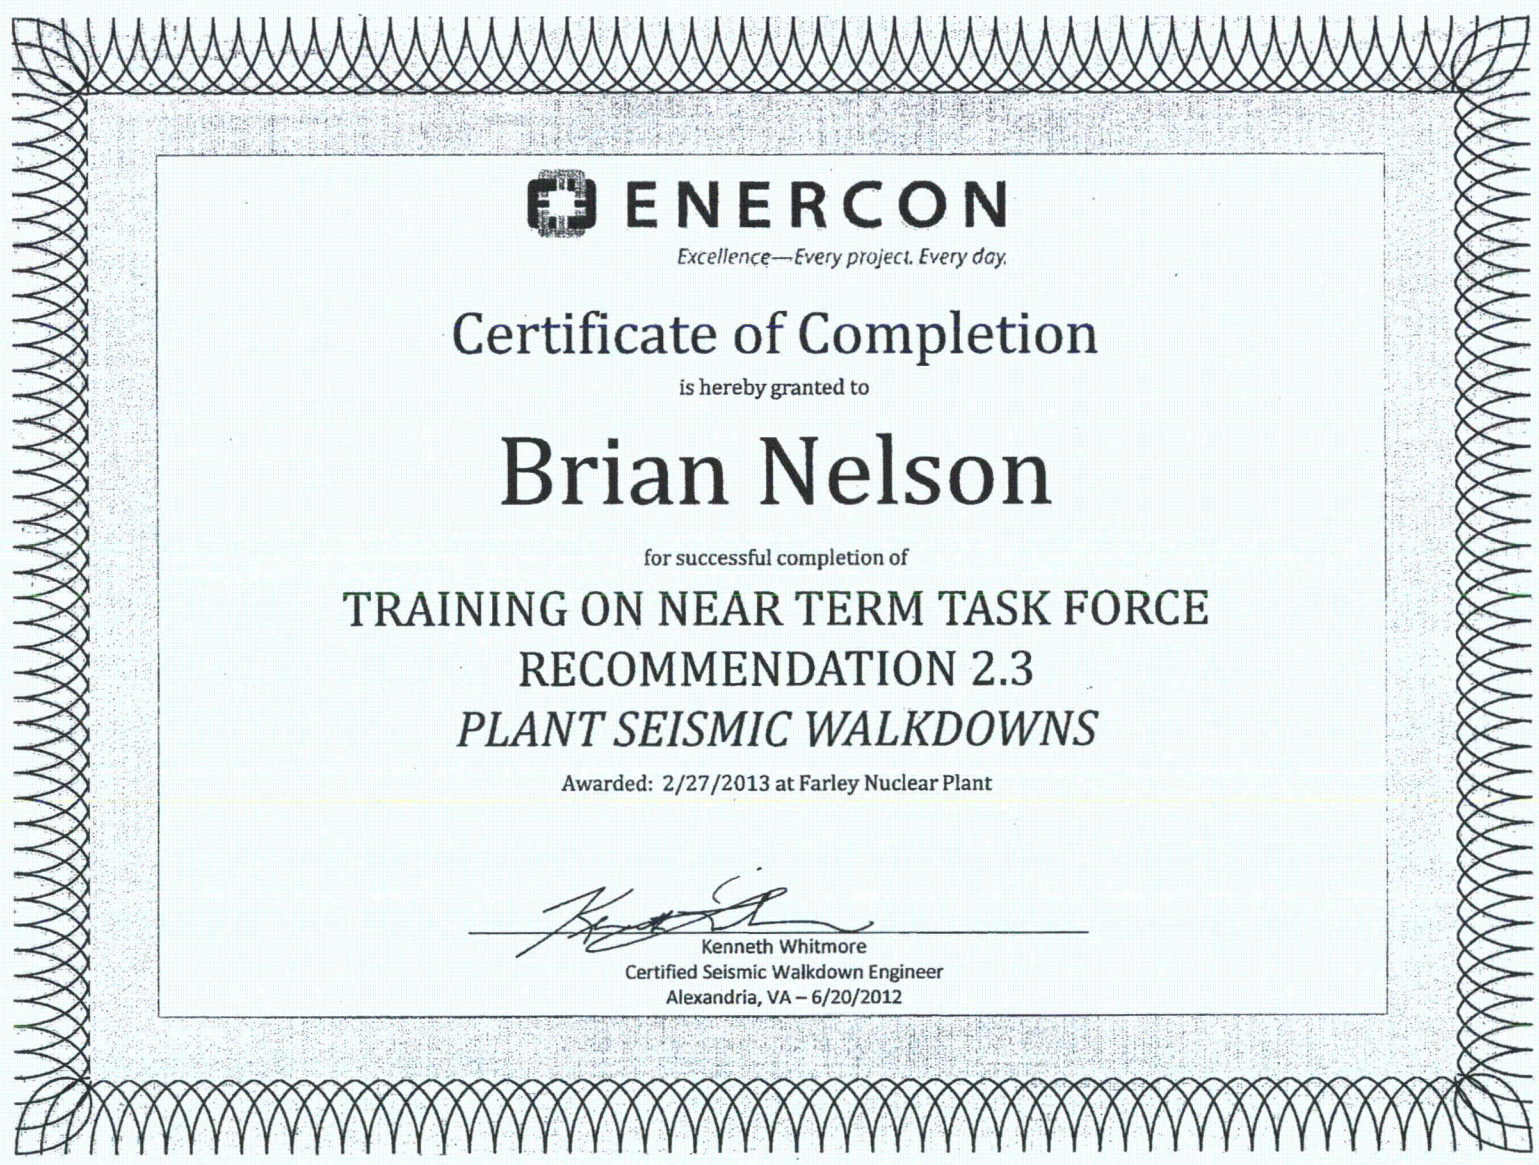 ENERCON
Excellence—Every project. Every day.
Certificate of Completion
is hereby granted to
Brian Nelson
for successful completion of
TRAINING ON NEAR TERM TASK FORCE
RECOMMENDATION 2.3
PLANT SEISMIC WALKDOWNS
Awarded: 2/27/2013 at Farley Nuclear Plant
Kenneth Whitmore
Certified Seismic Walkdown Engineer
Alexandria, VA – 6/20/2012